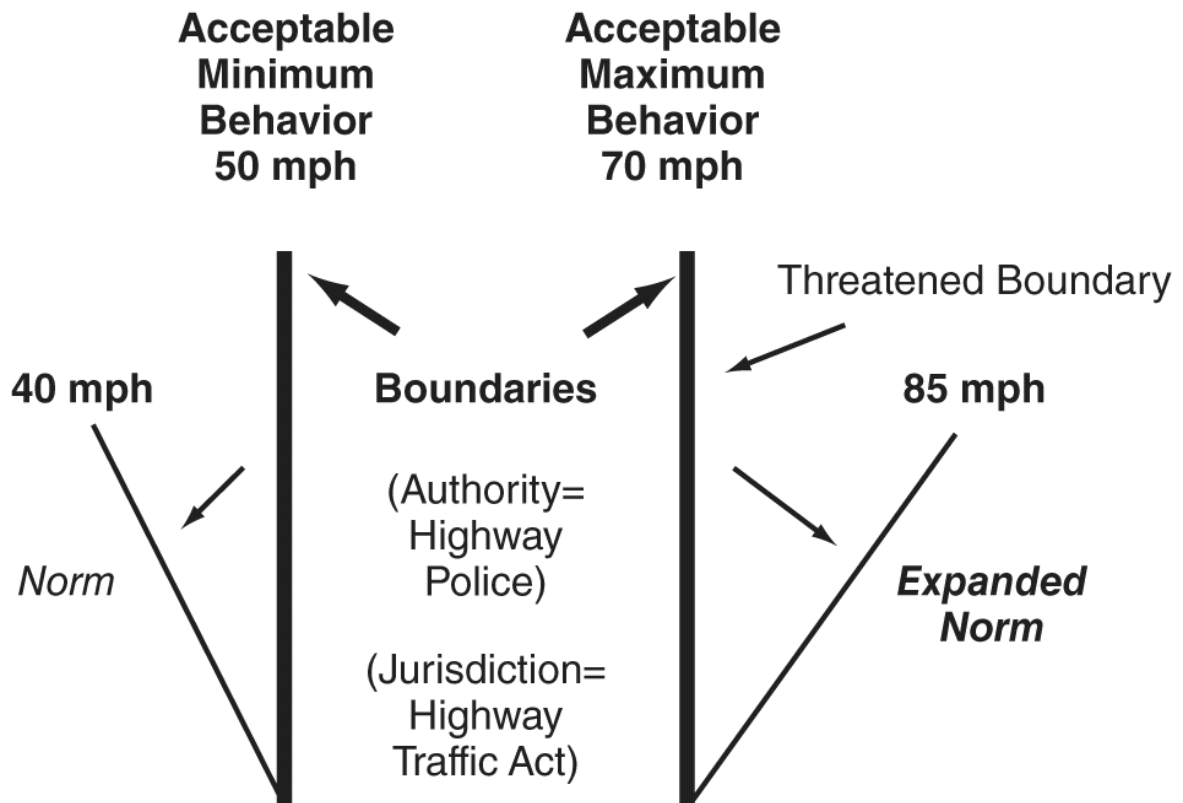 Acceptable
Minimum
Behavior
50 mph
Acceptable
Maximum
Behavior
70 mph
Threatened Boundary
40 mph
Boundaries
85 mph
(Authority=
Highway
Police)
Norm
Expanded
Norm
(Jurisdiction=
Highway
Traffic Act)